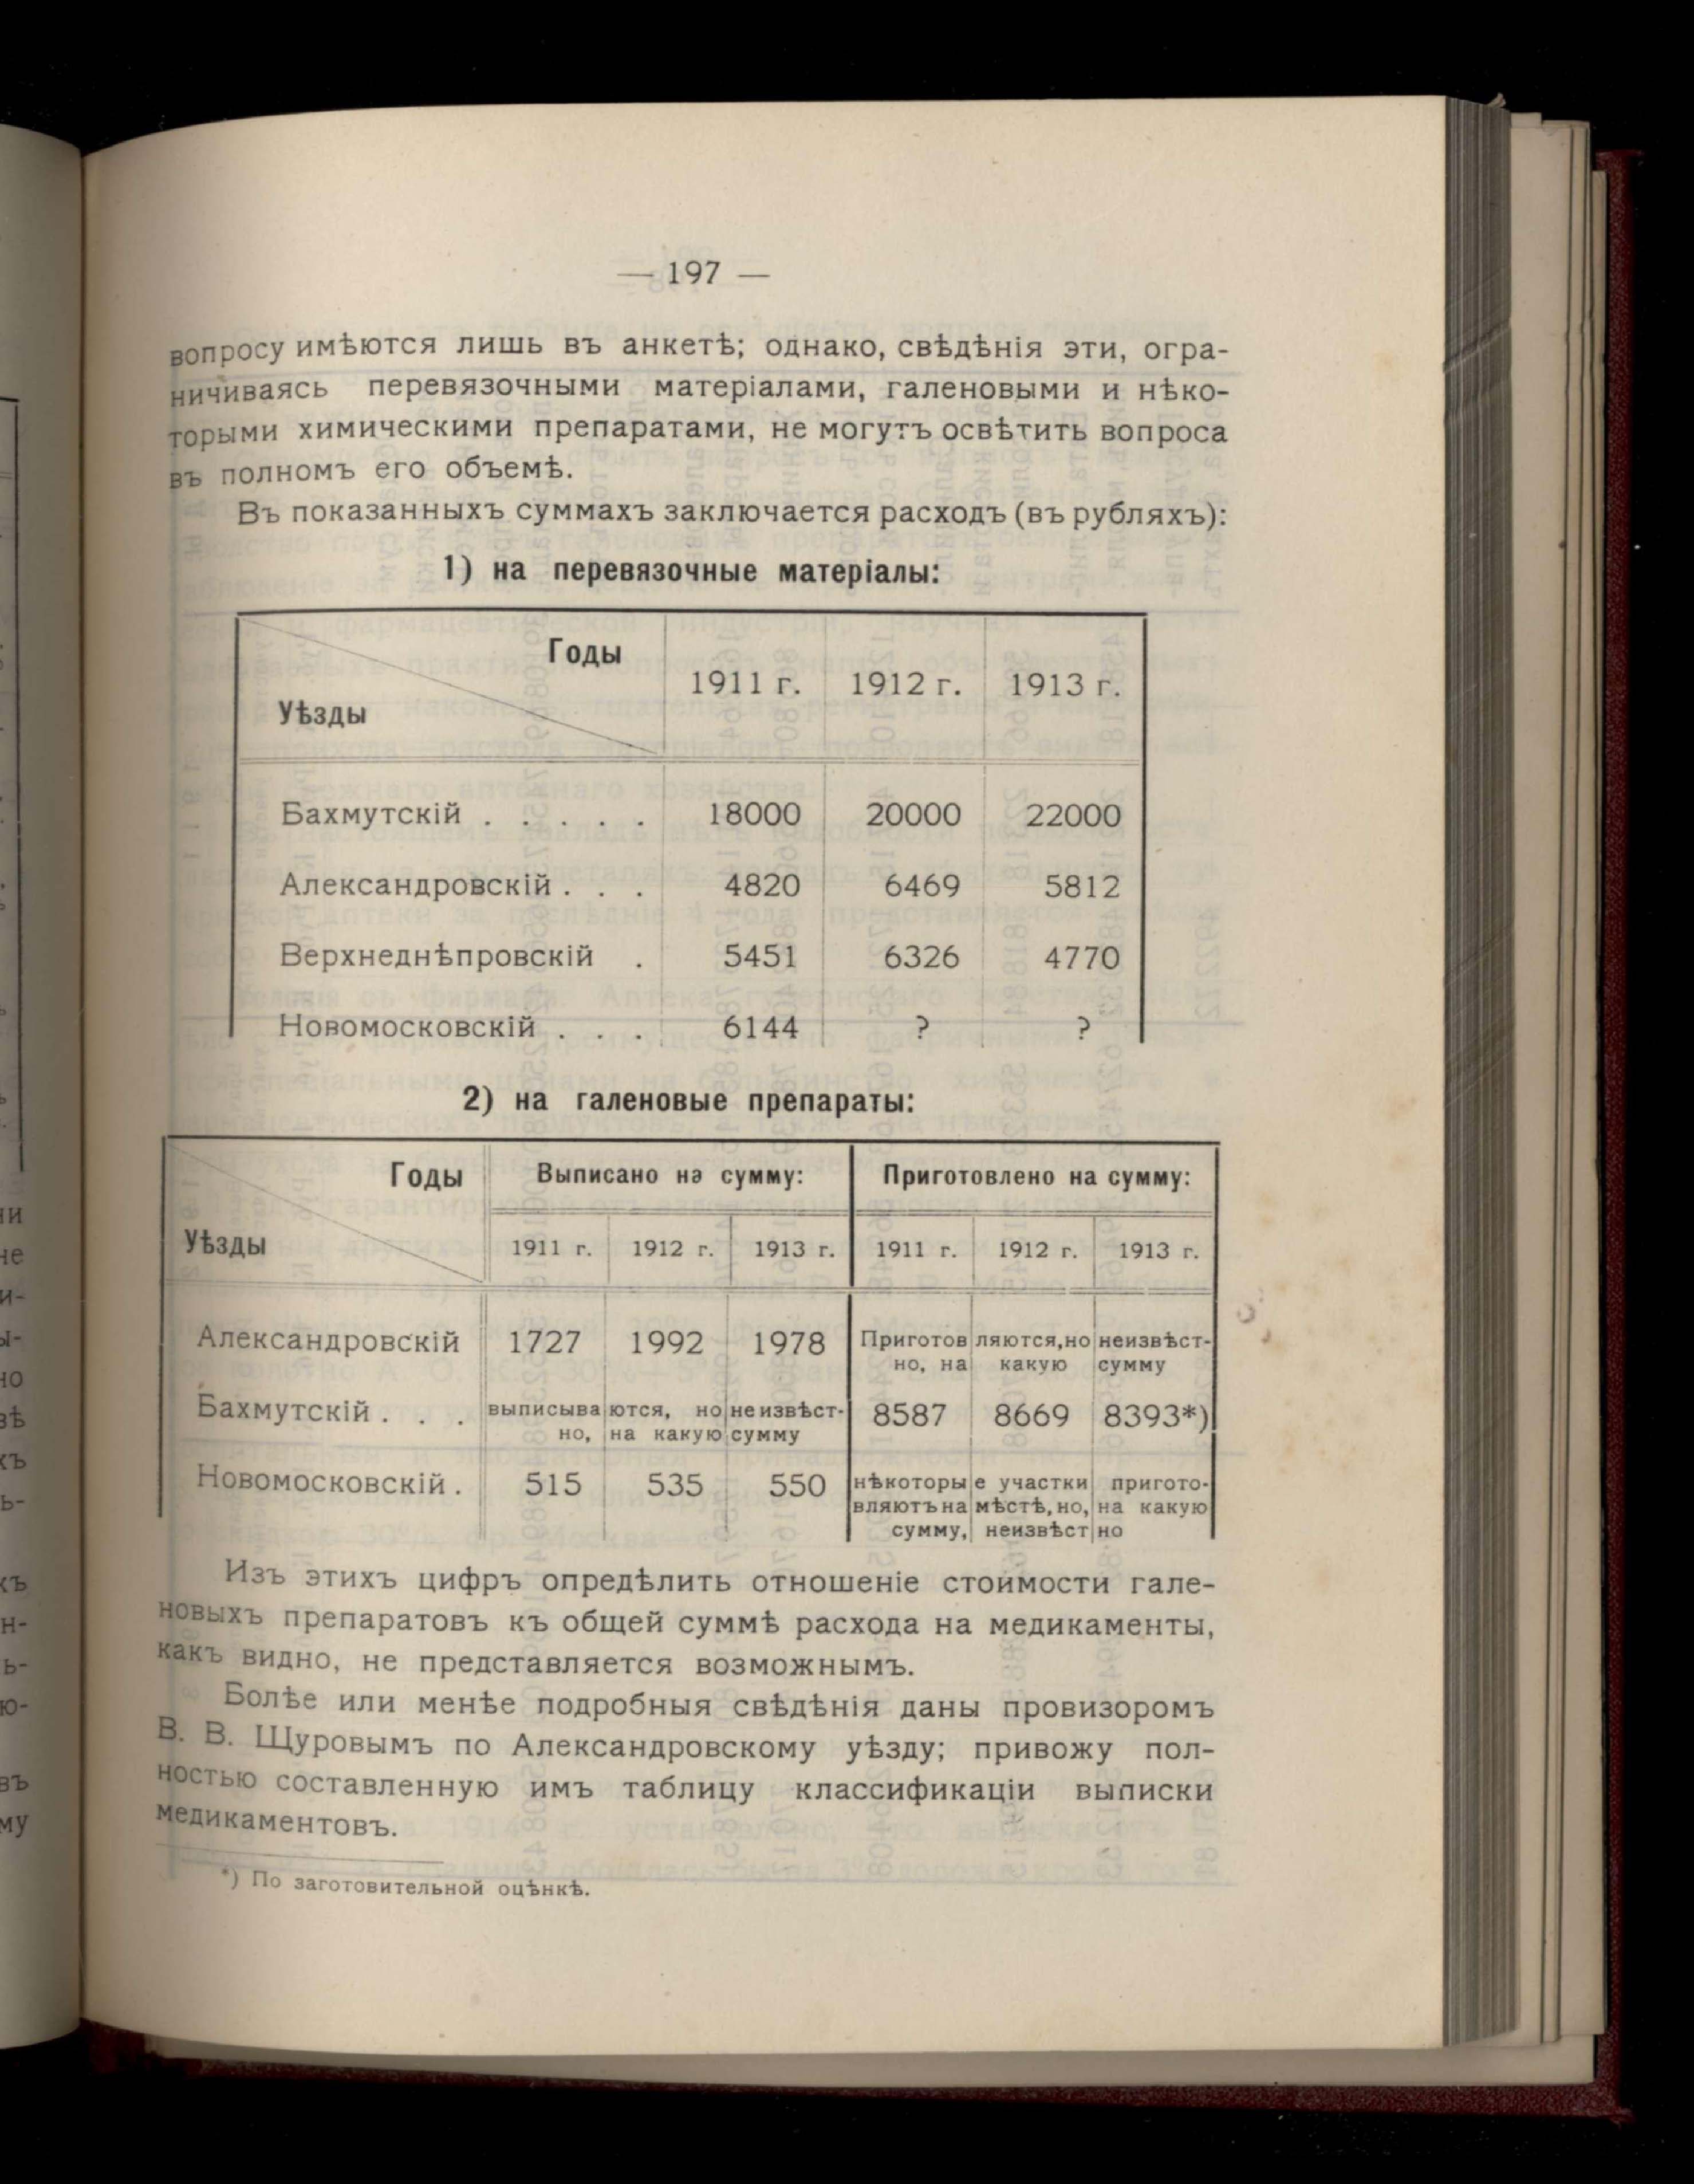 — 197 —
вопросу имѣются лишь въ анкетѣ; однако, свѣдѣнія эти, огра-
ничиваясь перевязочными матеріалами, галеновыми и нѣко-
торыми химическими препаратами, не могутъ освѣтить вопроса
въ полномъ его объемѣ.
Въ показанныхъ суммахъ заключается расходъ (въ рубляхъ):
1) на перевязочные матеріалы:
Годы
1911 г. 1912 г. 1913 г.
Уѣзды
Бахмутскій . . . . . 18000 20000 22000
Александровскій . . . 4820 6469 5812
Верхнеднѣпровскій . 5451 6326 4770
Новомосковскій . . . 6144 ? ?
2) на галеновые препараты:
Годы Выписано на сумму: Приготовлено на сумму:
Уѣзды 1911 г. 1912 г. 1913 г. 1911 г. 1912 г. 1913 г.
Александровскій 1727 1992 1978 Приготовляются, но неизвѣст-
но, на какую сумму
Бахмутскій . . . выписываются, но неизвѣст- 8587 8669 8393*)
но, на какую сумму
Новомосковскій . 515 535 550 нѣкоторые участки пригото-
вляютъ на мѣстѣ, но, на какую
сумму, неизвѣстно
Изъ этихъ цифръ опредѣлить отношеніе стоимости гале-
новыхъ препаратовъ къ общей суммѣ расхода на медикаменты,
какъ видно, не представляется возможнымъ.
Болѣе или менѣе подробныя свѣдѣнія даны провизоромъ
В. В. Щуровымъ по Александровскому уѣзду; привожу пол-
ностью составленную имъ таблицу классификаціи выписки
медикаментовъ.
*) По заготовительной оцѣнкѣ.